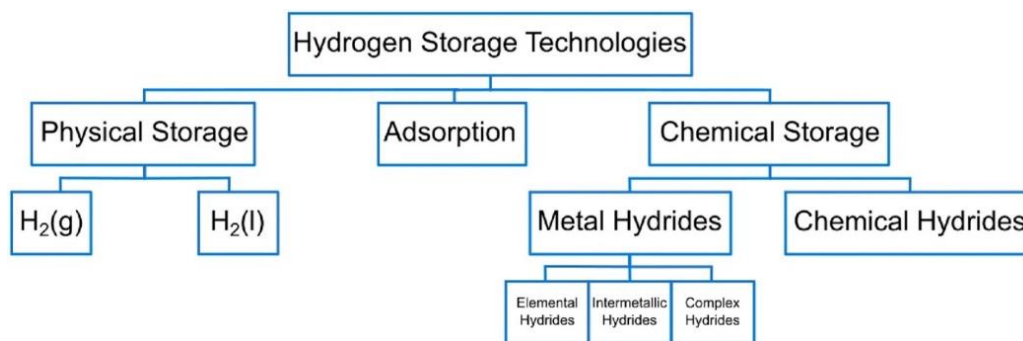 Hydrogen Storage Technologies
Physical Storage
Adsorption
Chemical Storage
H₂(g)
H₂(l)
Metal Hydrides
Chemical Hydrides
Elemental
Hydrides
Intermetallic
Hydrides
Complex
Hydrides